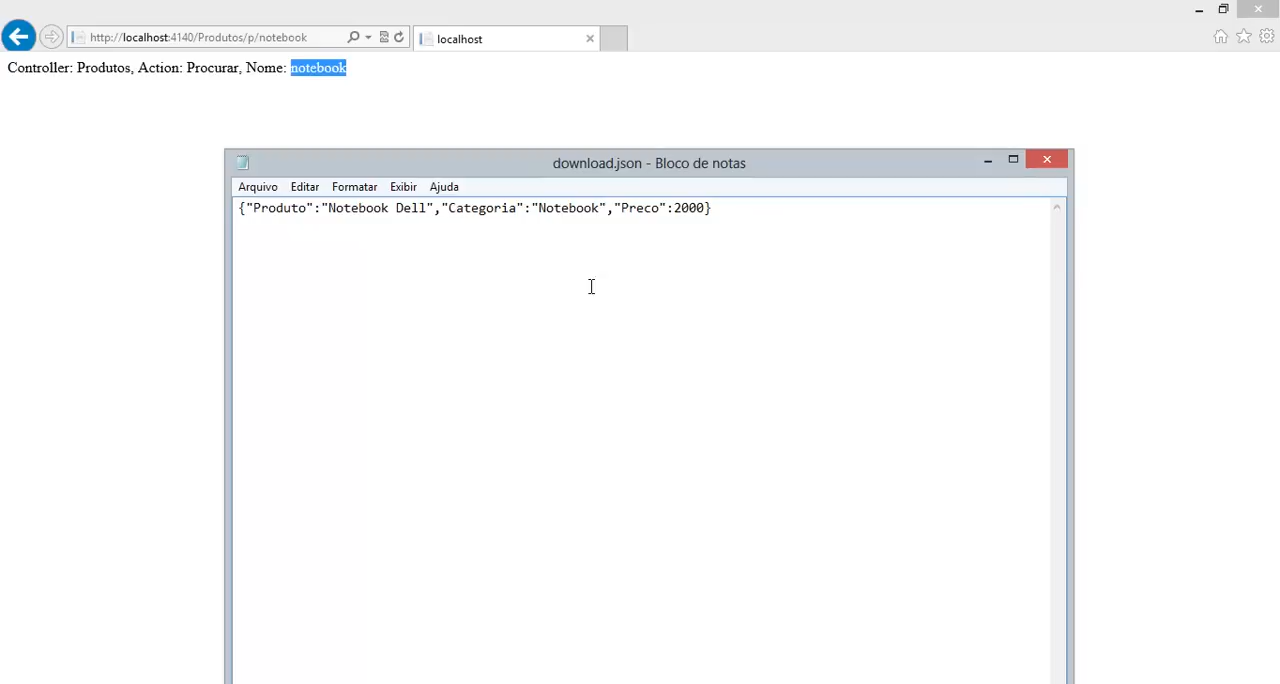 http://localhost:4140/Produtos/p/notebook
localhost
Controller: Produtos, Action: Procurar, Nome: notebook
download.json - Bloco de notas
Arquivo Editar Formatar Exibir Ajuda
{"Produto":"Notebook Dell","Categoria":"Notebook","Preco":2000}